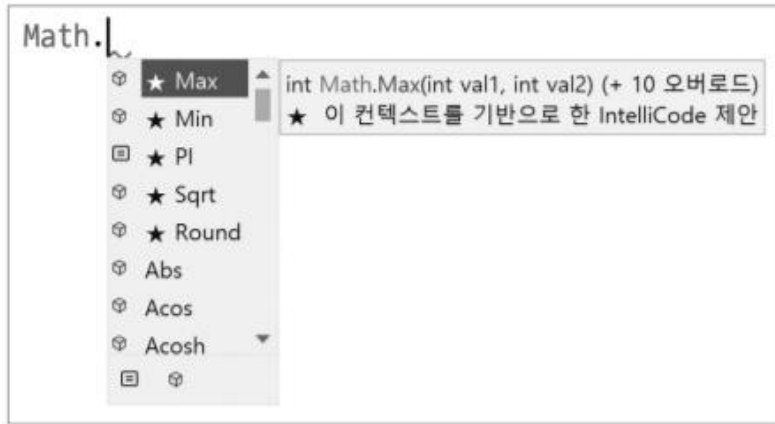 Math.
★ Max
int Math.Max(int val1, int val2) (+ 10 오버로드)
★ 이 컨텍스트를 기반으로 한 IntelliCode 제안
★ Min
★ PI
★ Sqrt
★ Round
Abs
Acos
Acosh